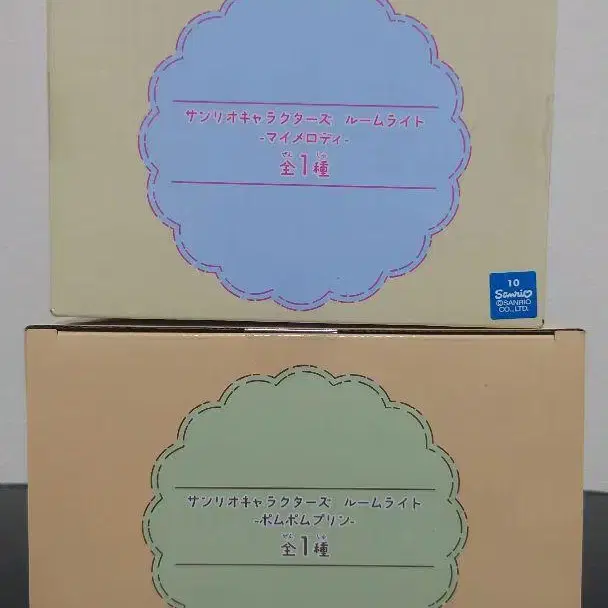 サンリオキャラクターズ ルームライト
-マイメロディ-
全1種
10
Sanrio
©SANRIO
CO.,LTD.
サンリオキャラクターズ ルームライト
-ポムポムプリン-
全1種